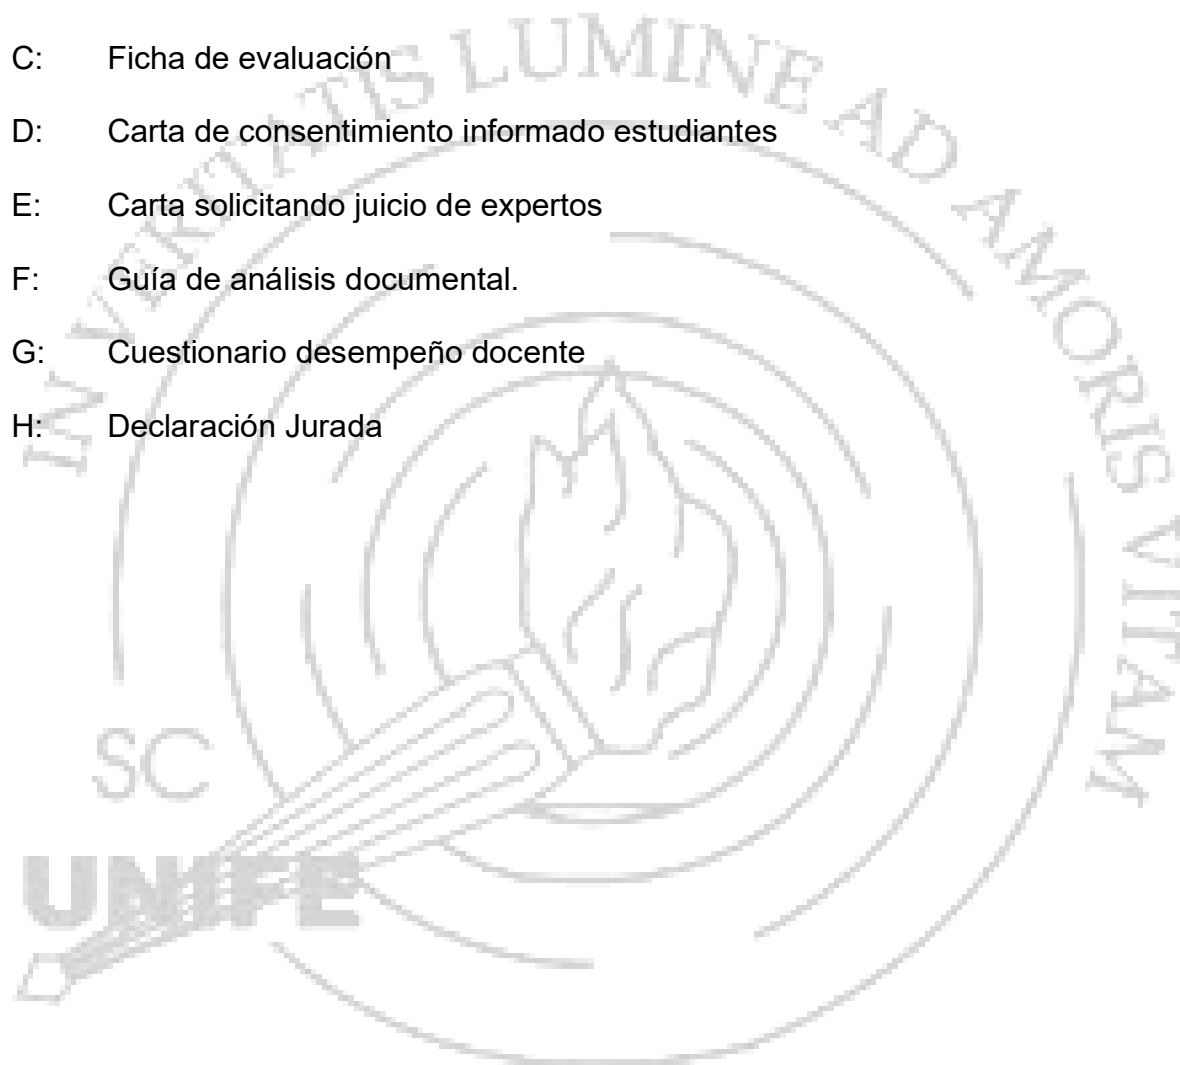 C: Ficha de evaluación
D: Carta de consentimiento informado estudiantes
E: Carta solicitando juicio de expertos
F: Guía de análisis documental.
G: Cuestionario desempeño docente
H: Declaración Jurada
IN VERITATIS LUMINE AD AMORIS VITAM
SC
UNIFE